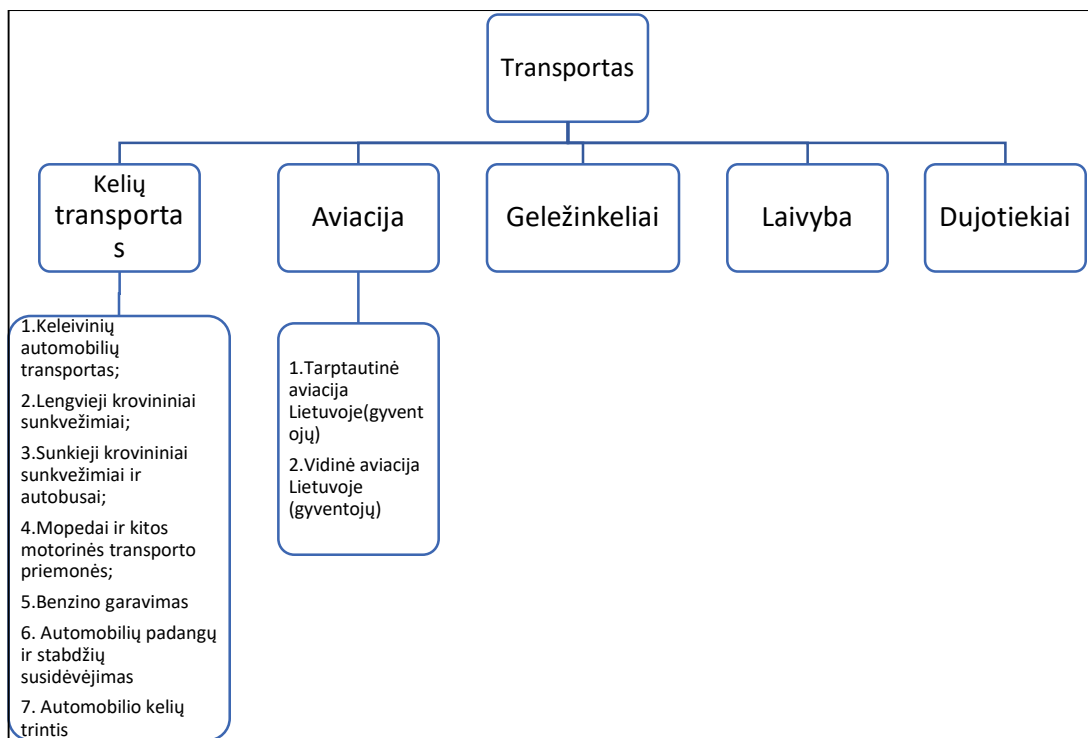 Transportas
Kelių
transporta
s
Aviacija
Geležinkeliai
Laivyba
Dujotiekiai
1.Keleivinių
automobilių
transportas;
2.Lengvieji krovininiai
sunkvežimiai;
3.Sunkieji krovininiai
sunkvežimiai ir
autobusai;
4.Mopedai ir kitos
motorinės transporto
priemonės;
5.Benzino garavimas
6. Automobilių padangų
ir stabdžių
susidėvėjimas
7. Automobilio kelių
trintis
1.Tarptautinė
aviacija
Lietuvoje(gyvent
ojų)
2.Vidinė aviacija
Lietuvoje
(gyventojų)